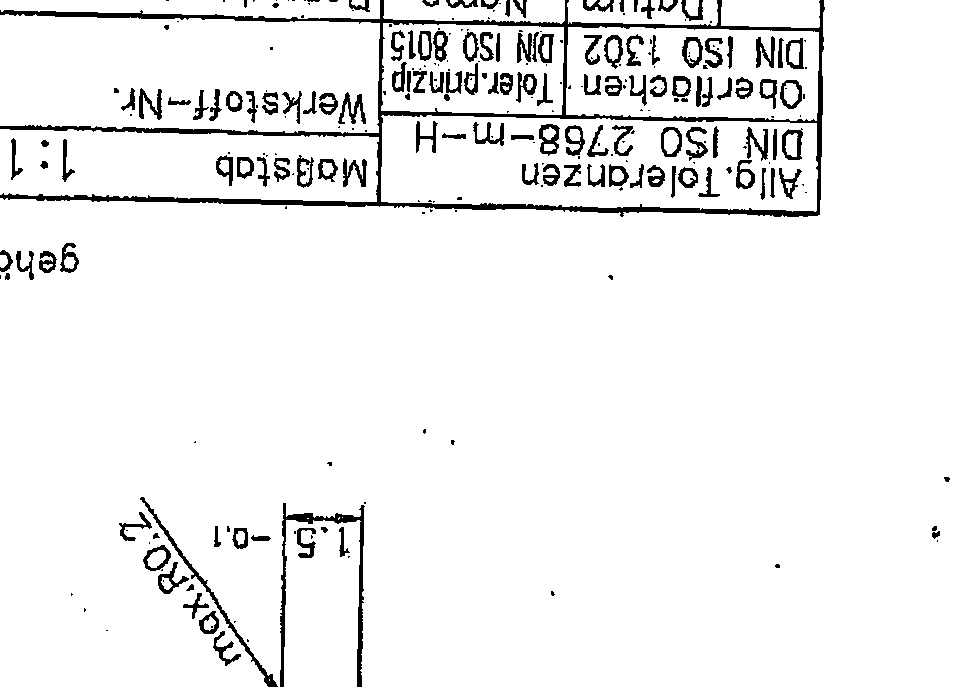 max.R0.2
1.5 -0.1
gehö
Allg.Toleranzen
DIN ISO 2768-m-H
Maßstab 1:1
Oberflächen
DIN ISO 1302
Toler.prinzip
DIN ISO 8015
Werkstoff-Nr.
Datum
Name